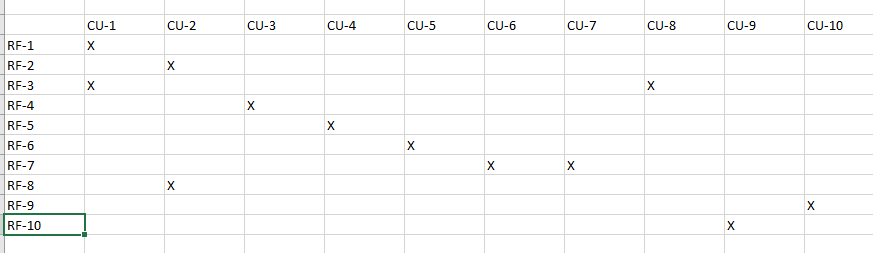 CU-1 CU-2 CU-3 CU-4 CU-5 CU-6 CU-7 CU-8 CU-9 CU-10
RF-1 X
RF-2 X
RF-3 X X
RF-4 X
RF-5 X
RF-6 X
RF-7 X X
RF-8 X
RF-9 X
RF-10 X